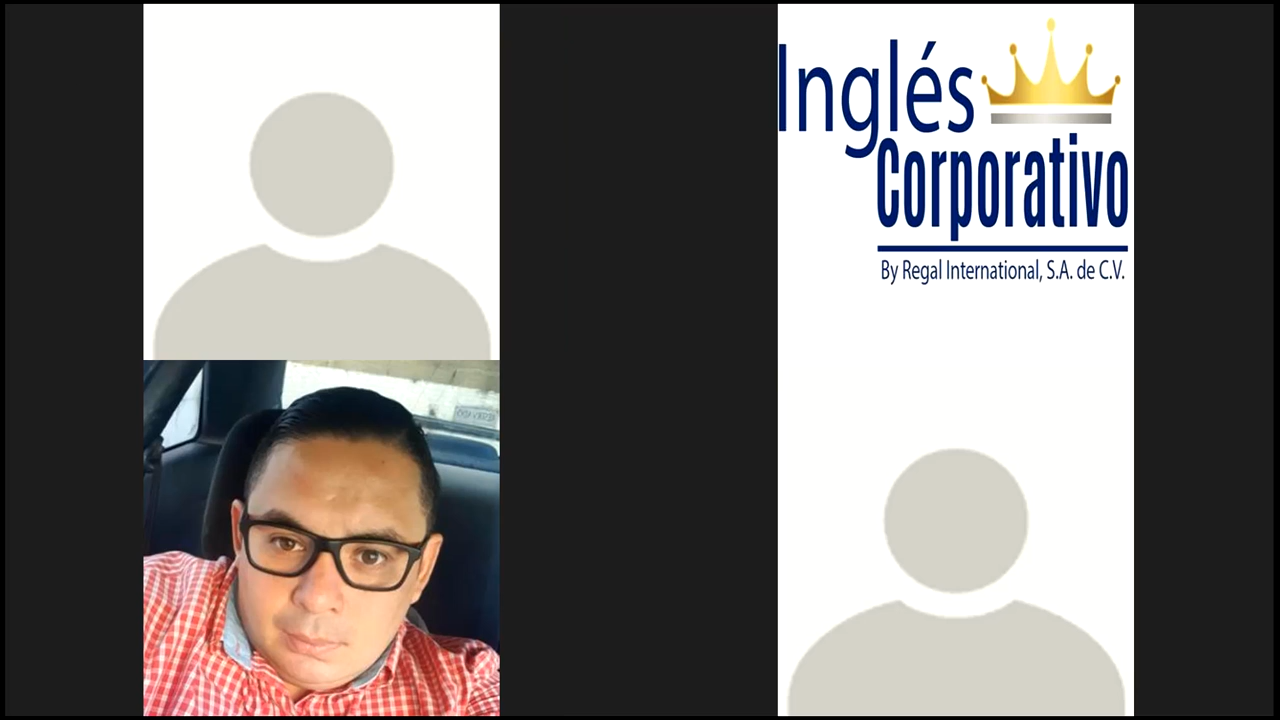 Inglés
Corporativo
By Regal International, S.A. de C.V.